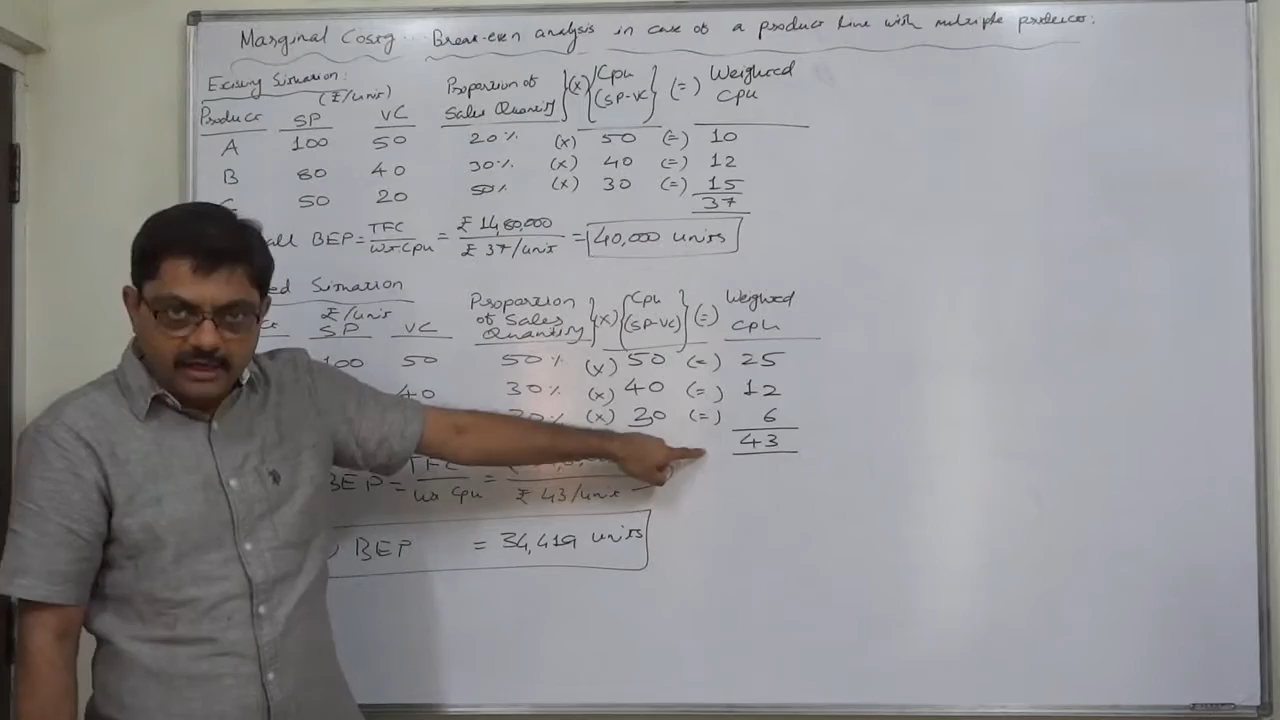 Marginal Costg... Break-even analysis in case of a product line with multiple products:
Existing Situation:
(₹/unit)
Product SP VC Proportion of Sales Quantity (x) Cpu (SP-VC) (=) Weighted Cpu
A 100 50 20% (x) 50 (=) 10
B 80 40 30% (x) 40 (=) 12
C 50 20 50% (x) 30 (=) 15
37
all BEP = TFC / Wt Cpu = ₹ 14,80,000 / ₹ 37/unit = 40,000 units
ed Situation
₹/unit
SP VC Proportion of Sales Quantity (x) Cpu (SP-VC) (=) Weighted Cpu
100 50 50% (x) 50 (=) 25
40 30% (x) 40 (=) 12
20% (x) 30 (=) 6
43
BEP = TFC / Wt Cpu = ₹ 43/unit
BEP = 34,419 units